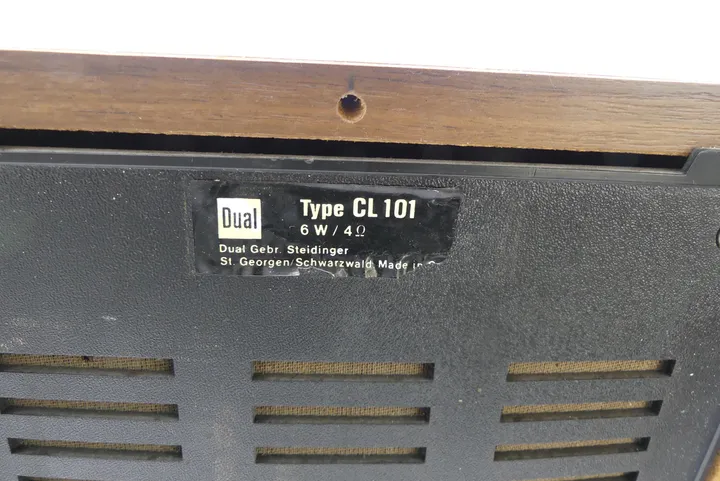 Dual
Type CL 101
6 W / 4 Ω
Dual Gebr. Steidinger
St. Georgen/Schwarzwald Made in